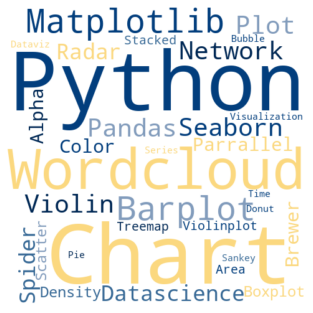 Matplotlib
Plot
Stacked
Bubble
Dataviz
Radar
Network
Python
Alpha
Visualization
Pandas
Seaborn
Color
Parrallel
Series
Wordcloud
Time
Violin
Barplot
Donut
Brewer
Spider
Scatter
Treemap
Violinplot
Chart
Pie
Sankey
Area
Density
Datascience
Boxplot